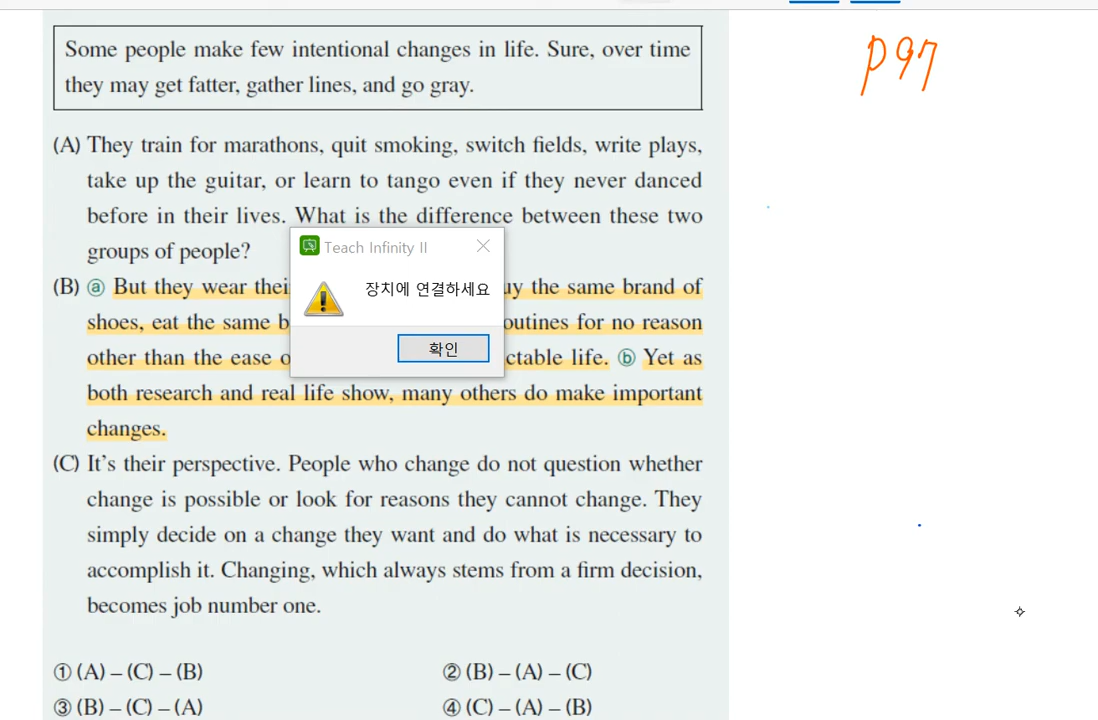 p97
Some people make few intentional changes in life. Sure, over time
they may get fatter, gather lines, and go gray.
(A) They train for marathons, quit smoking, switch fields, write plays,
take up the guitar, or learn to tango even if they never danced
before in their lives. What is the difference between these two
groups of people?
Teach Infinity II
장치에 연결하세요
확인
(B) ⓐ But they wear thei uy the same brand of
shoes, eat the same b outines for no reason
other than the ease o ctable life. ⓑ Yet as
both research and real life show, many others do make important
changes.
(C) It's their perspective. People who change do not question whether
change is possible or look for reasons they cannot change. They
simply decide on a change they want and do what is necessary to
accomplish it. Changing, which always stems from a firm decision,
becomes job number one.
① (A) – (C) – (B) ② (B) – (A) – (C)
③ (B) – (C) – (A) ④ (C) – (A) – (B)